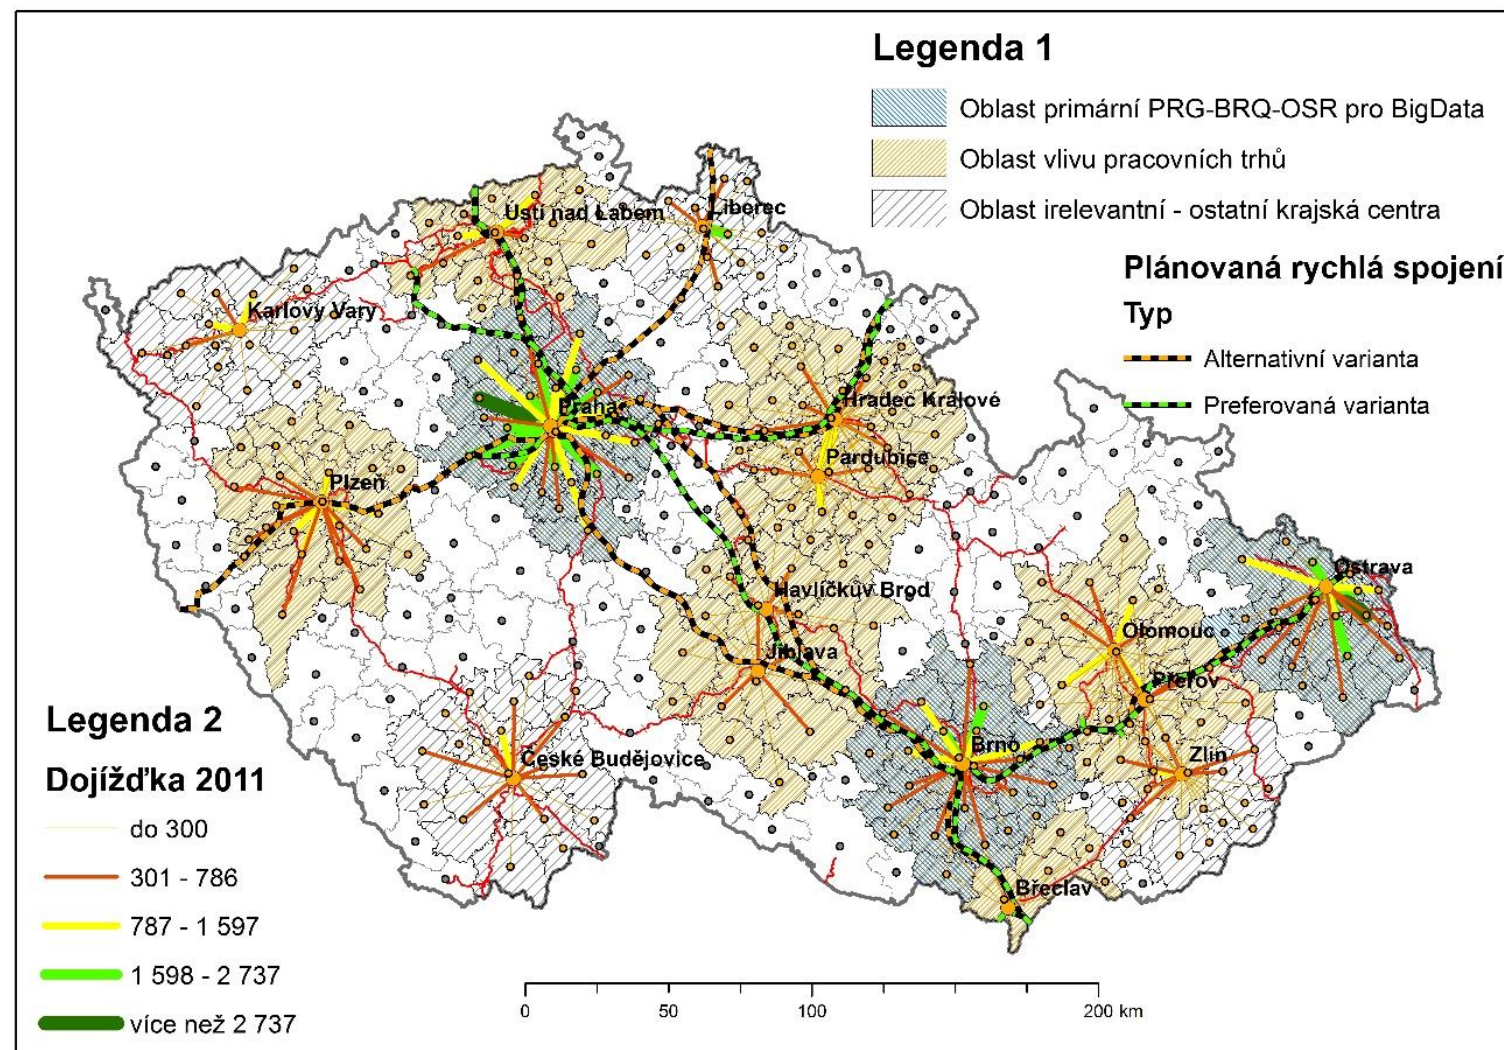 Legenda 1
Oblast primární PRG-BRQ-OSR pro BigData
Oblast vlivu pracovních trhů
Oblast irelevantní - ostatní krajská centra
Plánovaná rychlá spojení
Typ
Alternativní varianta
Preferovaná varianta
Ústí nad Labem
Liberec
Karlovy Vary
Praha
Hradec Králové
Pardubice
Plzeň
Ostrava
Havlíčkův Brod
Olomouc
Jihlava
Přerov
Brno
Zlín
České Budějovice
Břeclav
Legenda 2
Dojížďka 2011
do 300
301 - 786
787 - 1 597
1 598 - 2 737
více než 2 737
0 50 100 200 km